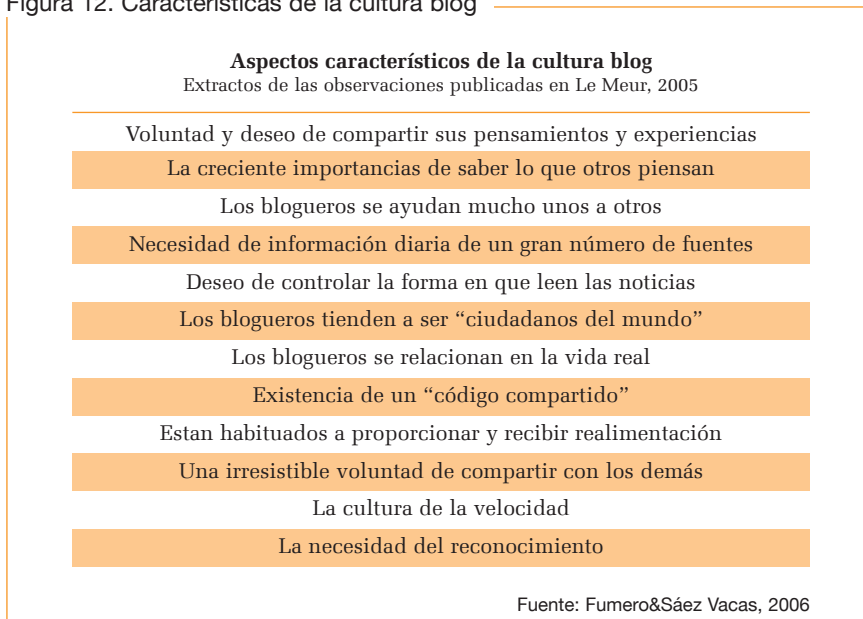 Figura 12. Características de la cultura blog
Aspectos característicos de la cultura blog
Extractos de las observaciones publicadas en Le Meur, 2005
Voluntad y deseo de compartir sus pensamientos y experiencias
La creciente importancias de saber lo que otros piensan
Los blogueros se ayudan mucho unos a otros
Necesidad de información diaria de un gran número de fuentes
Deseo de controlar la forma en que leen las noticias
Los blogueros tienden a ser “ciudadanos del mundo”
Los blogueros se relacionan en la vida real
Existencia de un “código compartido”
Estan habituados a proporcionar y recibir realimentación
Una irresistible voluntad de compartir con los demás
La cultura de la velocidad
La necesidad del reconocimiento
Fuente: Fumero&Sáez Vacas, 2006